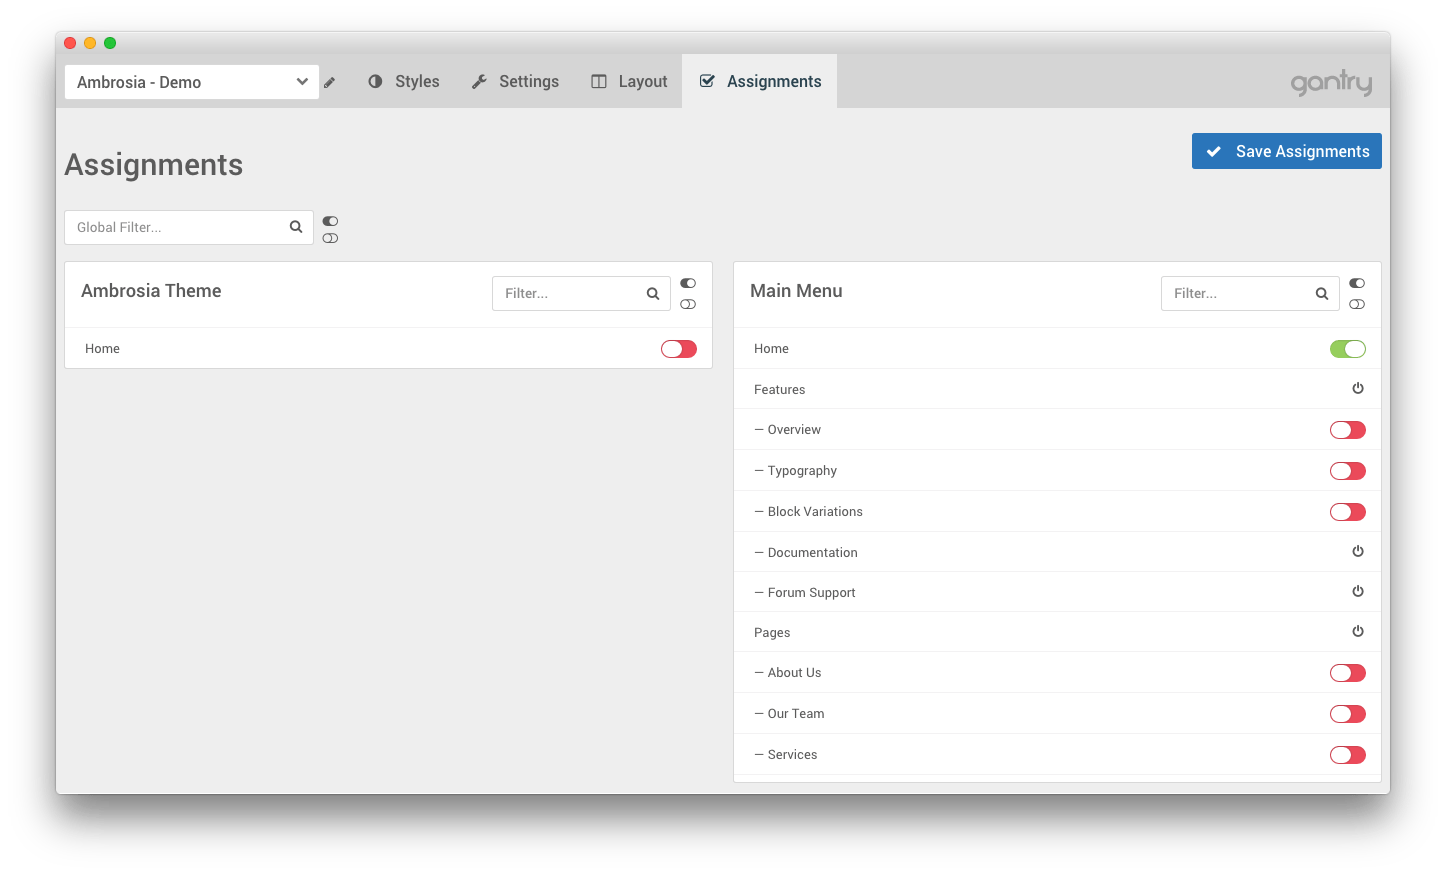 Ambrosia - Demo
Styles
Settings
Layout
Assignments
gantry
Assignments
Save Assignments
Global Filter...
Ambrosia Theme
Filter...
Home
Main Menu
Filter...
Home
Features
— Overview
— Typography
— Block Variations
— Documentation
— Forum Support
Pages
— About Us
— Our Team
— Services